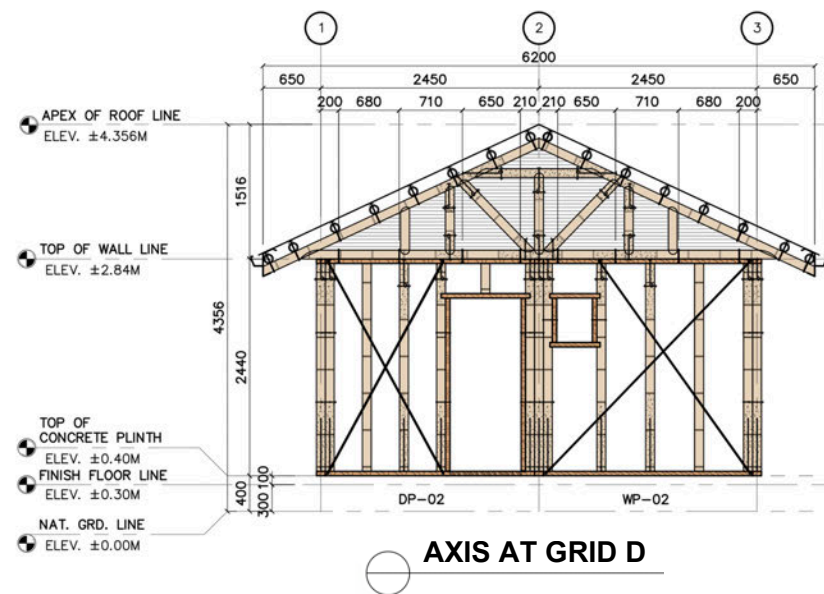 1 2 3
6200
650 2450 2450 650
200 680 710 650 210 210 650 710 680 200
APEX OF ROOF LINE
ELEV. ±4.356M
1516
TOP OF WALL LINE
ELEV. ±2.84M
4356
2440
TOP OF
CONCRETE PLINTH
ELEV. ±0.40M
FINISH FLOOR LINE
ELEV. ±0.30M
400
100
300
DP-02 WP-02
NAT. GRD. LINE
ELEV. ±0.00M
AXIS AT GRID D